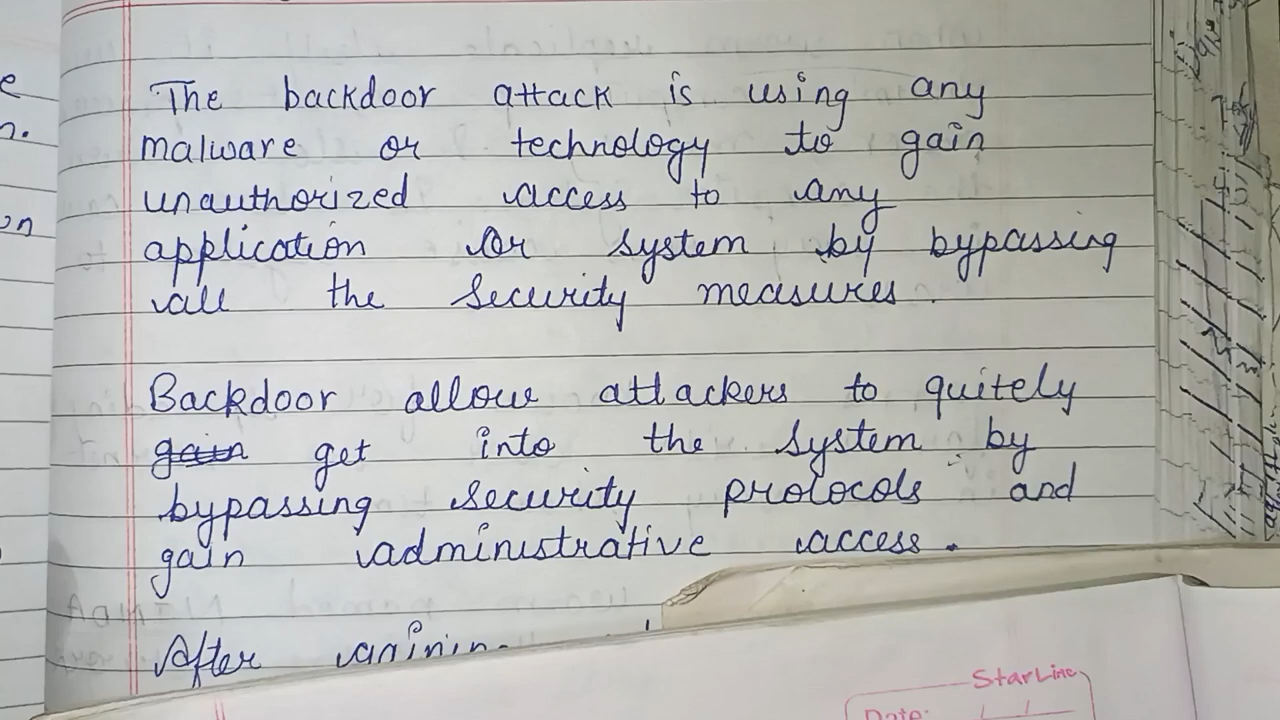 e
n.
on
The backdoor attack is using any
malware or technology to gain
unauthorized access to any
application or system by bypassing
all the security measures.
Backdoor allow attackers to quitely
gain get into the system by
bypassing security protocols and
gain administrative access.
After
StarLine
Date: